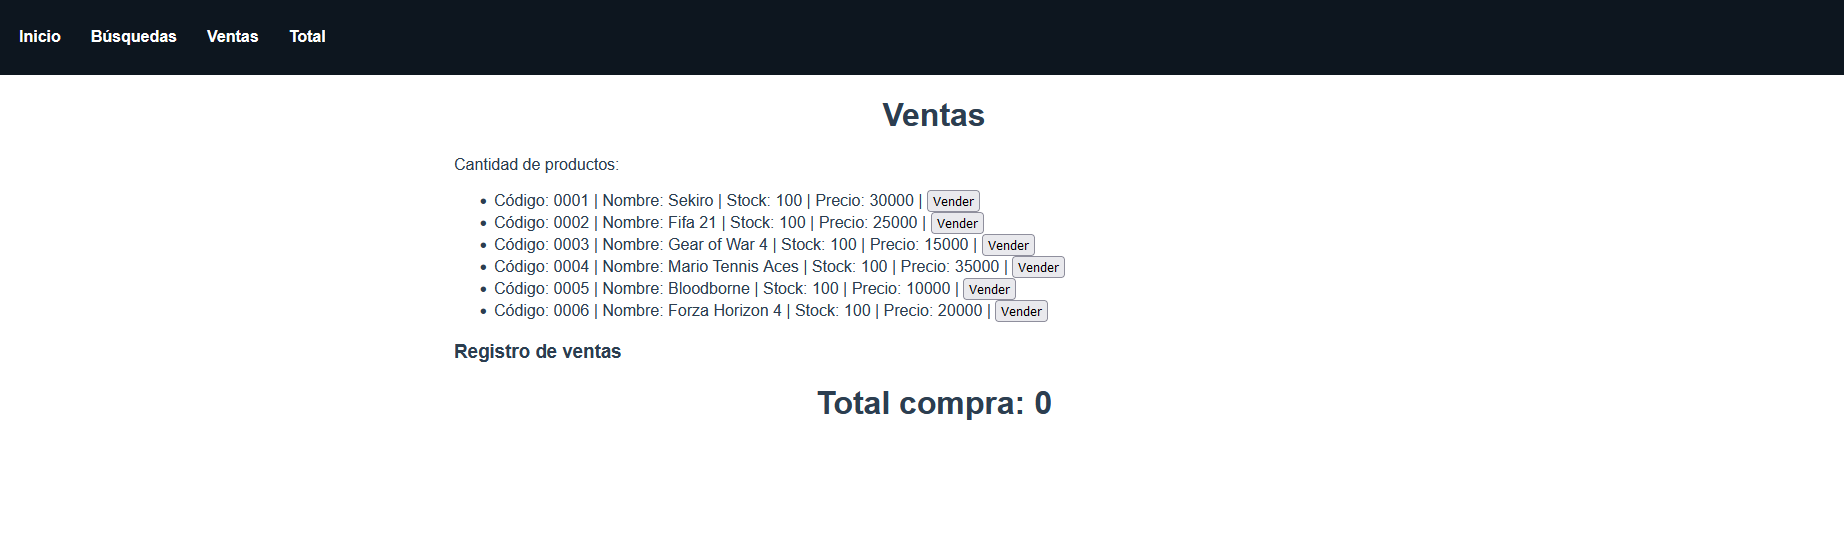 Inicio Búsquedas Ventas Total
Ventas
Cantidad de productos:
• Código: 0001 | Nombre: Sekiro | Stock: 100 | Precio: 30000 | Vender
• Código: 0002 | Nombre: Fifa 21 | Stock: 100 | Precio: 25000 | Vender
• Código: 0003 | Nombre: Gear of War 4 | Stock: 100 | Precio: 15000 | Vender
• Código: 0004 | Nombre: Mario Tennis Aces | Stock: 100 | Precio: 35000 | Vender
• Código: 0005 | Nombre: Bloodborne | Stock: 100 | Precio: 10000 | Vender
• Código: 0006 | Nombre: Forza Horizon 4 | Stock: 100 | Precio: 20000 | Vender
Registro de ventas
Total compra: 0